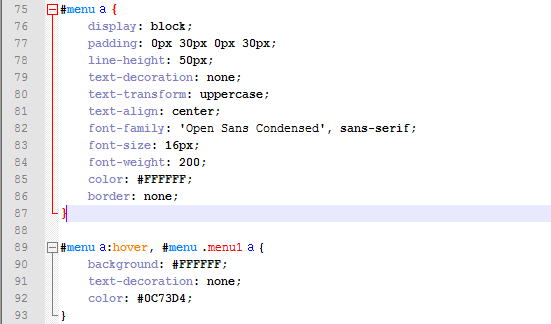 75 #menu a {
76 display: block;
77 padding: 0px 30px 0px 30px;
78 line-height: 50px;
79 text-decoration: none;
80 text-transform: uppercase;
81 text-align: center;
82 font-family: 'Open Sans Condensed', sans-serif;
83 font-size: 16px;
84 font-weight: 200;
85 color: #FFFFFF;
86 border: none;
87 }
88
89 #menu a:hover, #menu .menu1 a {
90 background: #FFFFFF;
91 text-decoration: none;
92 color: #0C73D4;
93 }